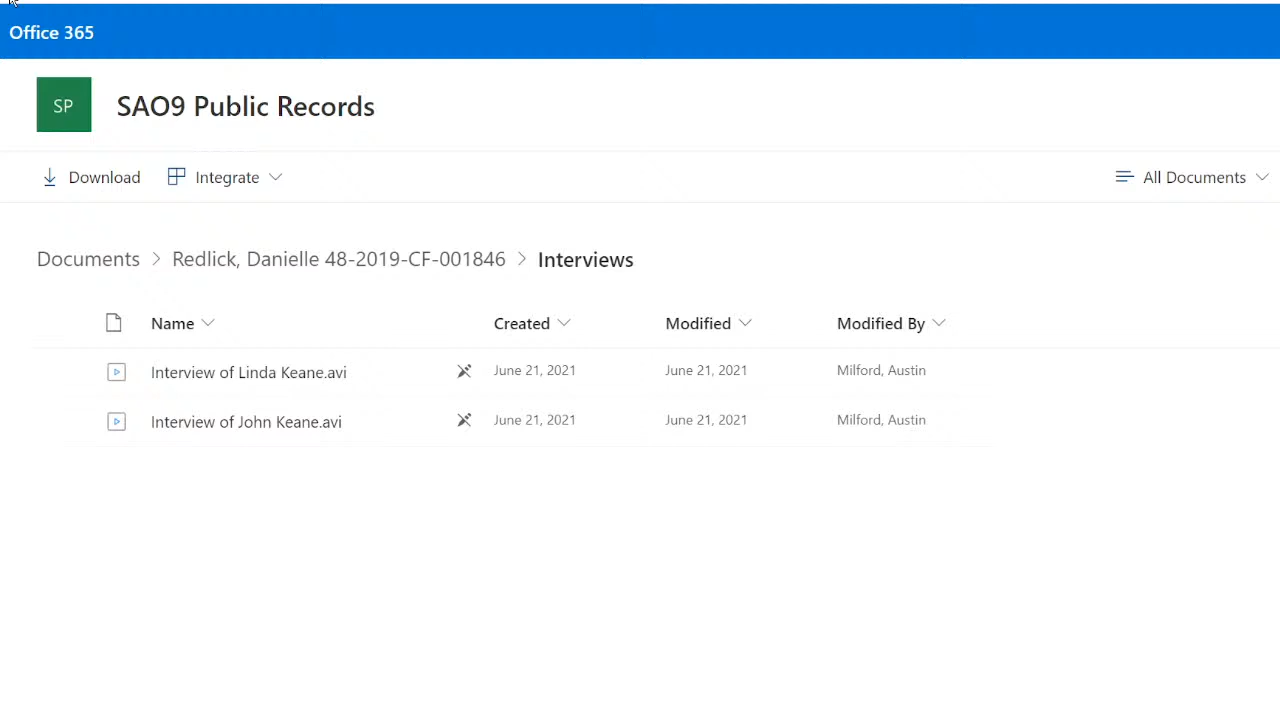 Office 365
SP
SAO9 Public Records
Download Integrate All Documents
Documents > Redlick, Danielle 48-2019-CF-001846 > Interviews
Name Created Modified Modified By
Interview of Linda Keane.avi June 21, 2021 June 21, 2021 Milford, Austin
Interview of John Keane.avi June 21, 2021 June 21, 2021 Milford, Austin